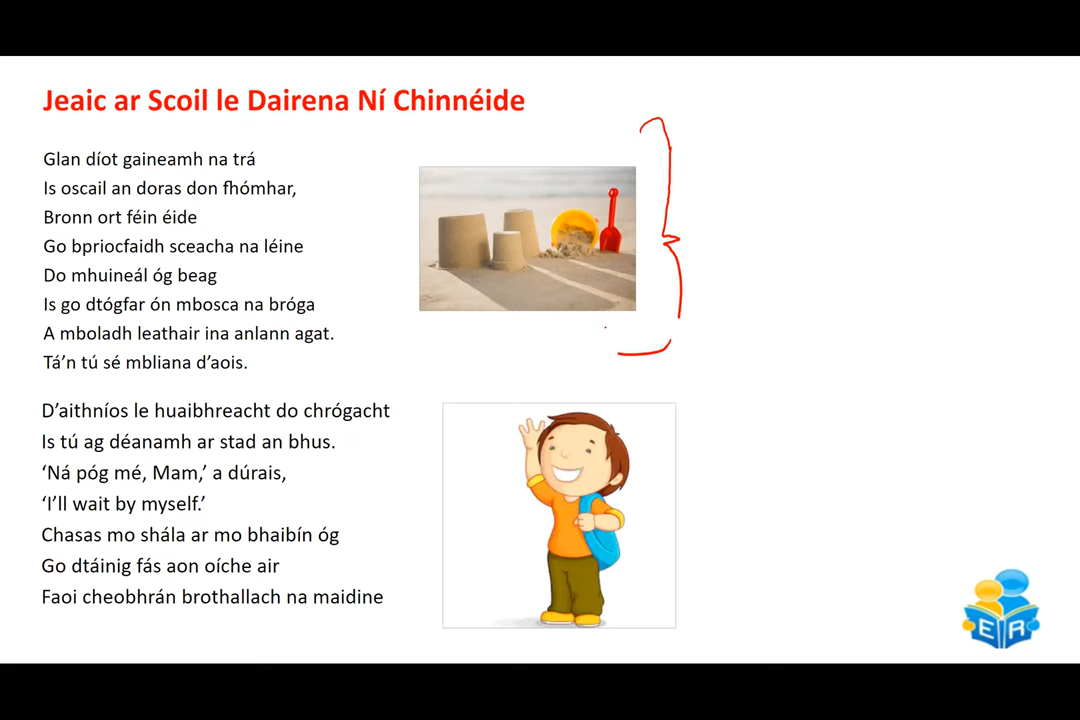 Jeaic ar Scoil le Dairena Ní Chinnéide
Glan díot gaineamh na trá
Is oscail an doras don fhómhar,
Bronn ort féin éide
Go bpriocfaidh sceacha na léine
Do mhuineál óg beag
Is go dtógfar ón mbosca na bróga
A mboladh leathair ina anlann agat.
Tá’n tú sé mbliana d’aois.
D’aithníos le huaibhreacht do chrógacht
Is tú ag déanamh ar stad an bhus.
‘Ná póg mé, Mam,’ a dúrais,
‘I’ll wait by myself.’
Chasas mo shála ar mo bhaibín óg
Go dtáinig fás aon oíche air
Faoi cheobhrán brothallach na maidine
E R